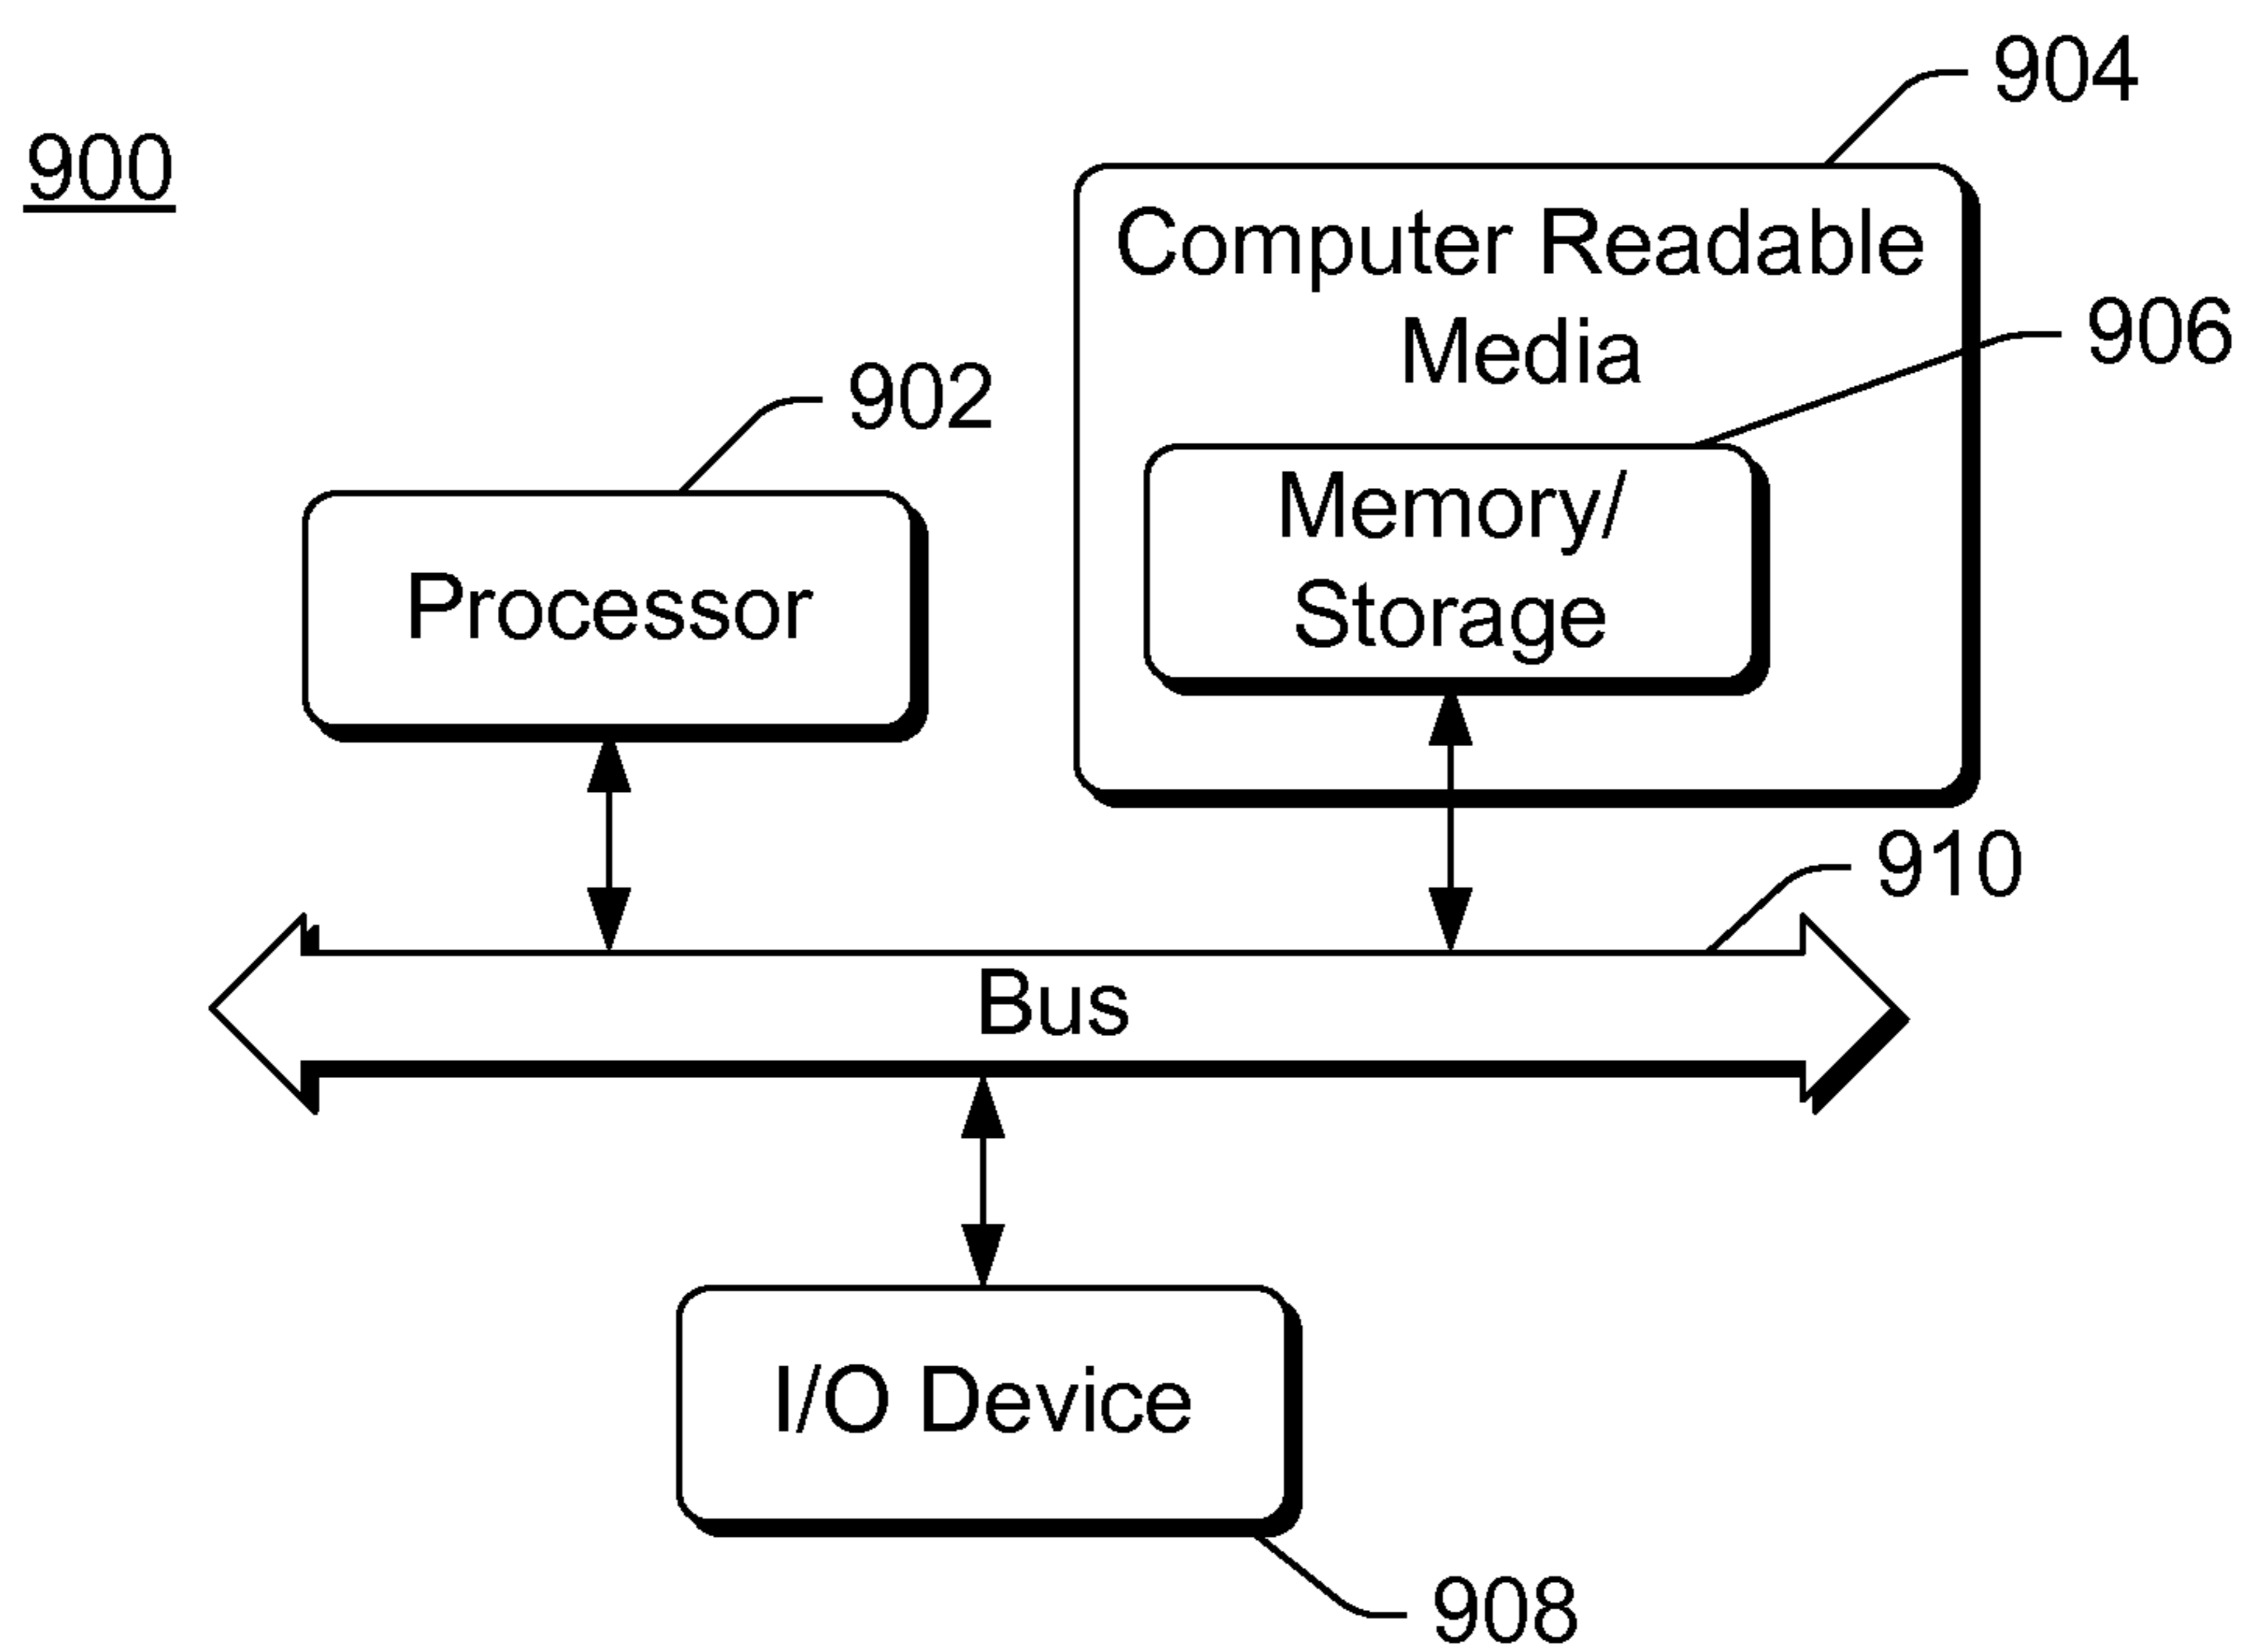 900
904
Computer Readable
Media
906
902
Memory/
Storage
Processor
910
Bus
I/O Device
908